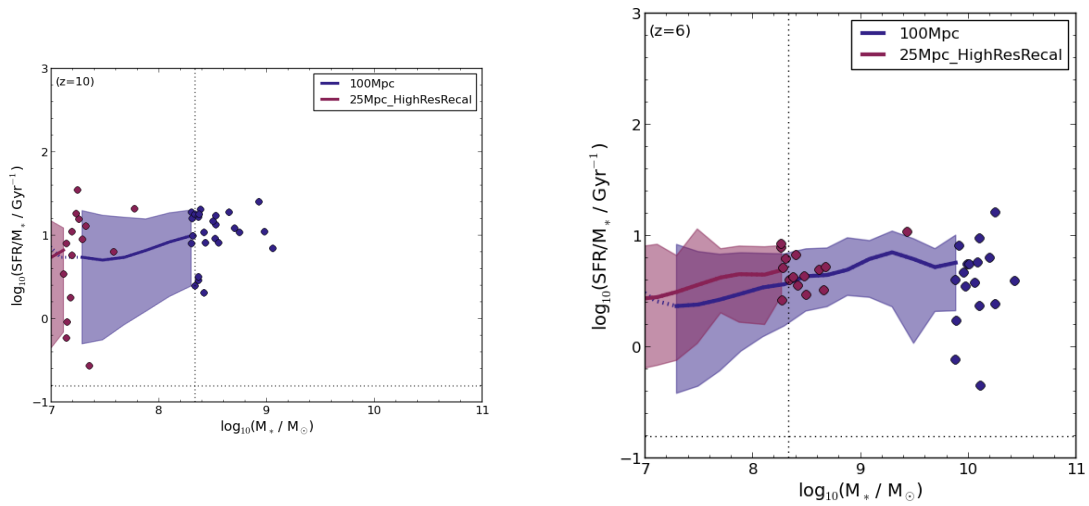 (z=10)
100Mpc
25Mpc_HighResRecal
3
2
1
0
−1
7 8 9 10 11
log₁₀(SFR/M∗ / Gyr⁻¹)
log₁₀(M∗ / M⊙)
(z=6)
100Mpc
25Mpc_HighResRecal
3
2
1
0
−1
7 8 9 10 11
log₁₀(SFR/M∗ / Gyr⁻¹)
log₁₀(M∗ / M⊙)